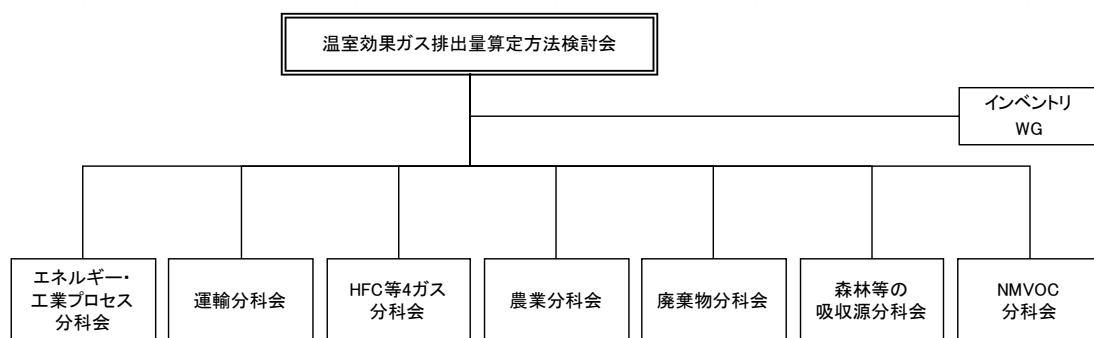 温室効果ガス排出量算定方法検討会
インベントリ
WG
エネルギー・
工業プロセス
分科会
運輸分科会
HFC等4ガス
分科会
農業分科会
廃棄物分科会
森林等の
吸収源分科会
NMVOC
分科会